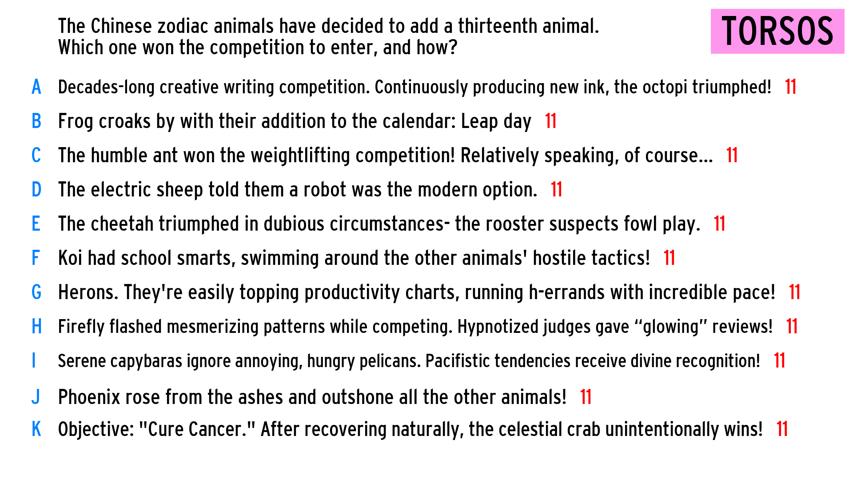 The Chinese zodiac animals have decided to add a thirteenth animal.
Which one won the competition to enter, and how?
TORSOS
A Decades-long creative writing competition. Continuously producing new ink, the octopi triumphed! 11
B Frog croaks by with their addition to the calendar: Leap day 11
C The humble ant won the weightlifting competition! Relatively speaking, of course... 11
D The electric sheep told them a robot was the modern option. 11
E The cheetah triumphed in dubious circumstances- the rooster suspects fowl play. 11
F Koi had school smarts, swimming around the other animals' hostile tactics! 11
G Herons. They're easily topping productivity charts, running h-errands with incredible pace! 11
H Firefly flashed mesmerizing patterns while competing. Hypnotized judges gave “glowing” reviews! 11
I Serene capybaras ignore annoying, hungry pelicans. Pacifistic tendencies receive divine recognition! 11
J Phoenix rose from the ashes and outshone all the other animals! 11
K Objective: "Cure Cancer." After recovering naturally, the celestial crab unintentionally wins! 11